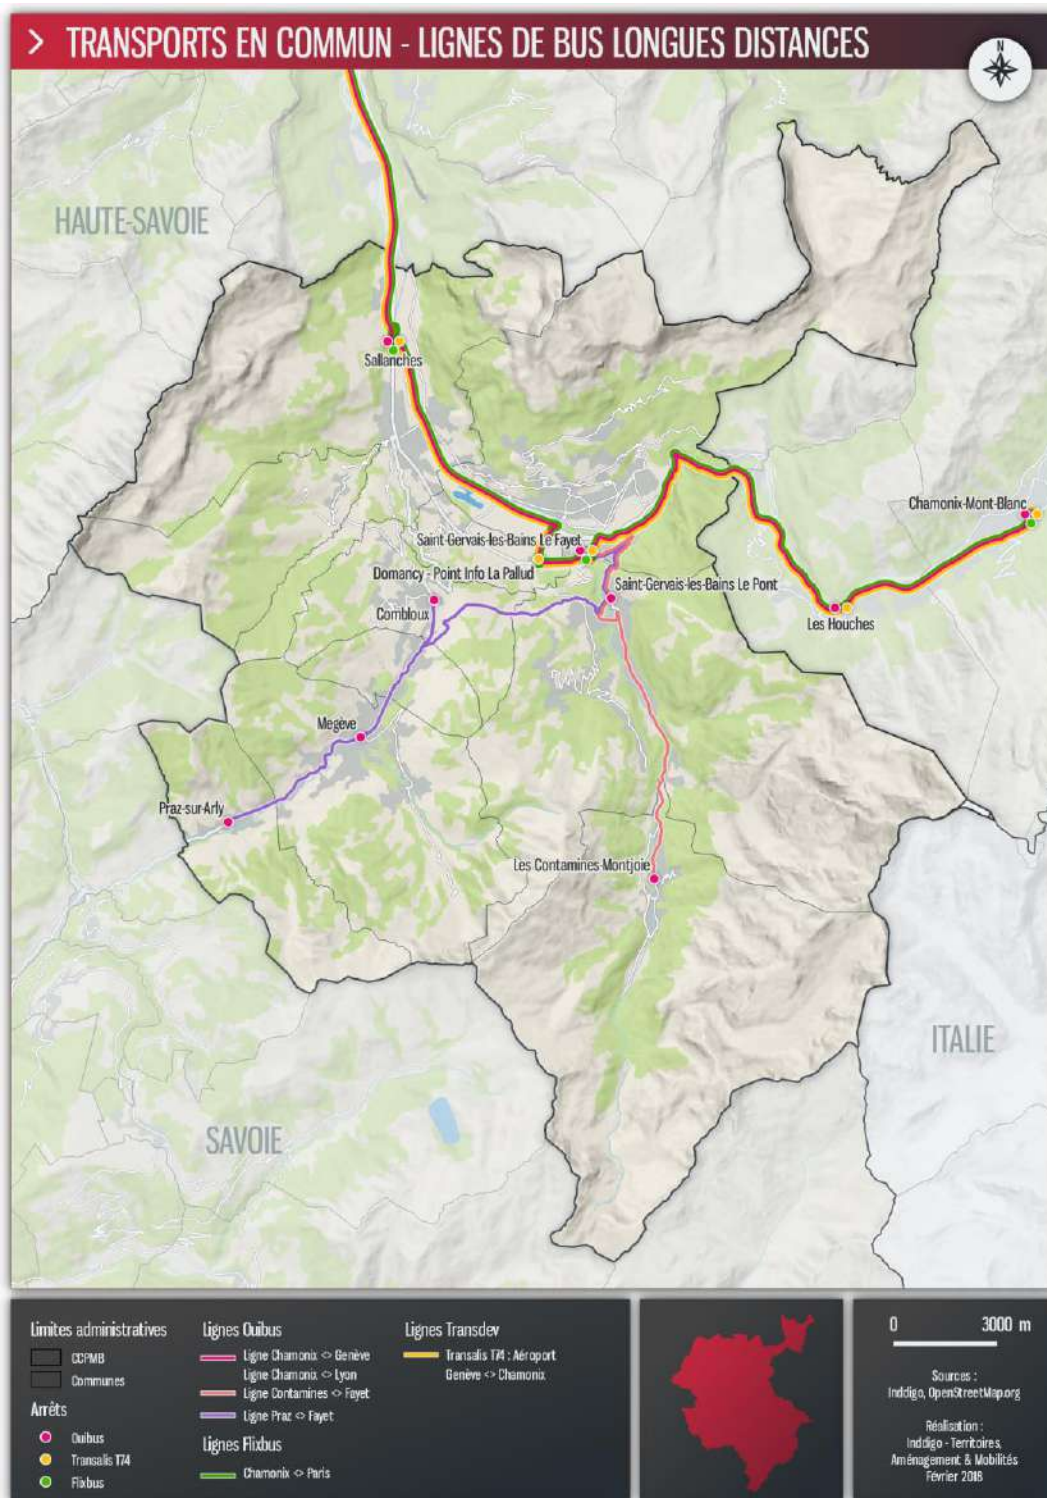 > TRANSPORTS EN COMMUN - LIGNES DE BUS LONGUES DISTANCES
N
HAUTE-SAVOIE
Sallanches
Chamonix-Mont-Blanc
Saint-Gervais-les-Bains Le Fayet
Domancy - Point Info La Pallud
Saint-Gervais-les-Bains Le Pont
Combloux
Les Houches
Megève
Praz-sur-Arly
Les Contamines-Montjoie
ITALIE
SAVOIE
Limites administratives
CCPMB
Communes
Arrêts
Ouibus
Transalis T74
Flixbus
Lignes Ouibus
Ligne Chamonix <> Genève
Ligne Chamonix <> Lyon
Ligne Contamines <> Fayet
Ligne Praz <> Fayet
Lignes Flixbus
Chamonix <> Paris
Lignes Transdev
Transalis T74 : Aéroport
Genève <> Chamonix
0 3000 m
Sources :
Inddigo, OpenStreetMap.org
Réalisation :
Inddigo - Territoires,
Aménagement & Mobilités
Février 2018